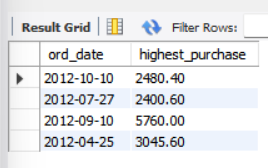 Result Grid Filter Rows:
ord_date highest_purchase
2012-10-10 2480.40
2012-07-27 2400.60
2012-09-10 5760.00
2012-04-25 3045.60